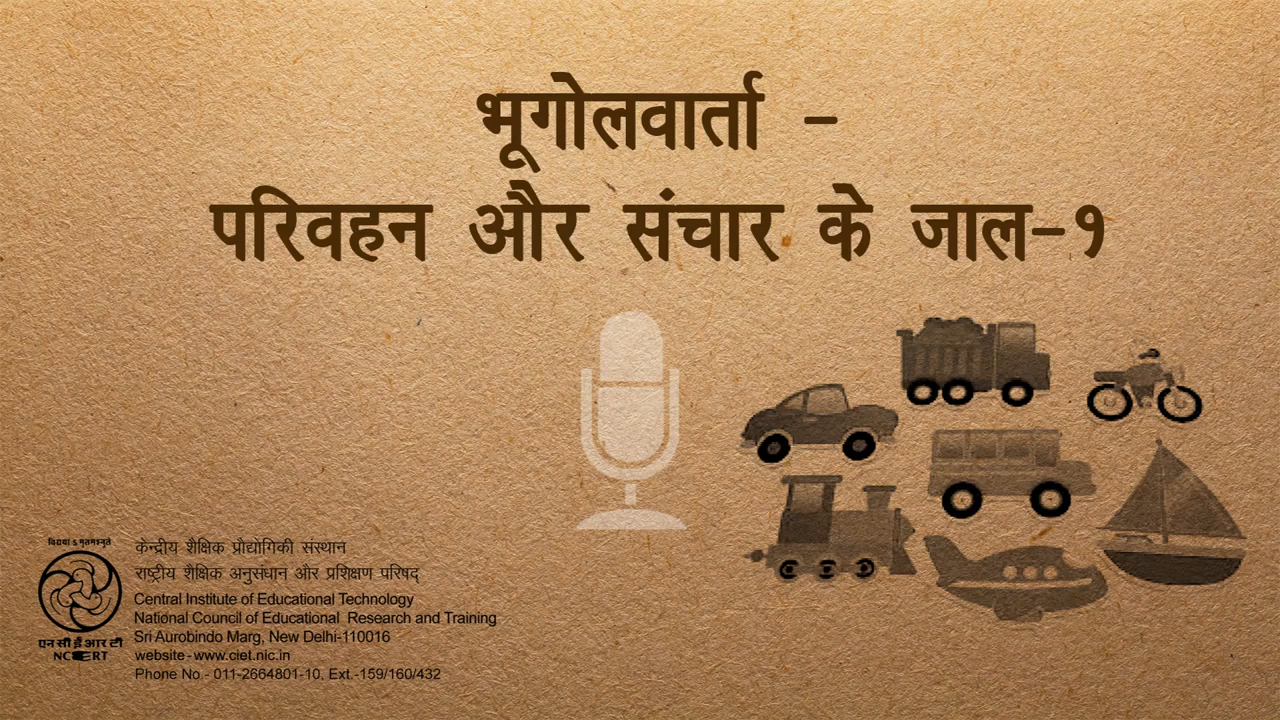 भूगोलवार्ता -
परिवहन और संचार के जाल-१
विद्यया ऽ मृतमश्नुते
एन सी ई आर टी
NCERT
केन्द्रीय शैक्षिक प्रौद्योगिकी संस्थान
राष्ट्रीय शैक्षिक अनुसंधान और प्रशिक्षण परिषद्
Central Institute of Educational Technology
National Council of Educational Research and Training
Sri Aurobindo Marg, New Delhi-110016
website-www.ciet.nic.in
Phone No.- 011-2664801-10, Ext.-159/160/432